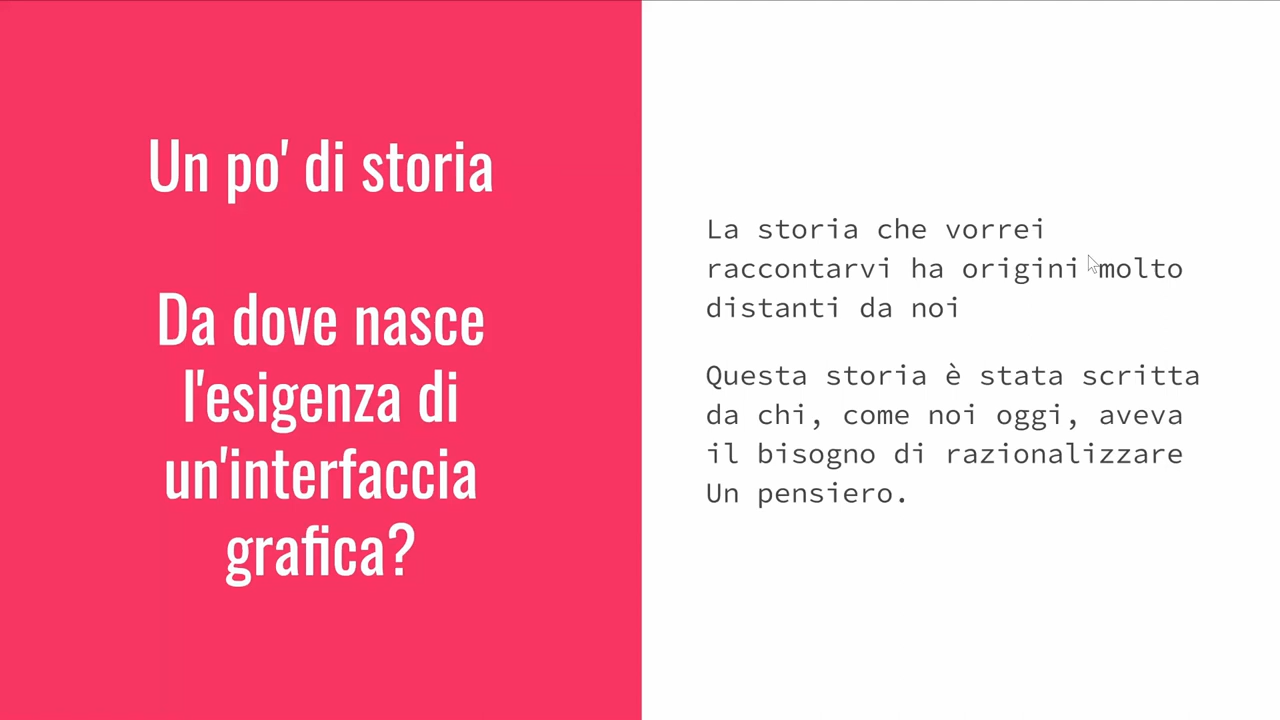 Un po' di storia
Da dove nasce
l'esigenza di
un'interfaccia
grafica?
La storia che vorrei
raccontarvi ha origini molto
distanti da noi
Questa storia è stata scritta
da chi, come noi oggi, aveva
il bisogno di razionalizzare
Un pensiero.